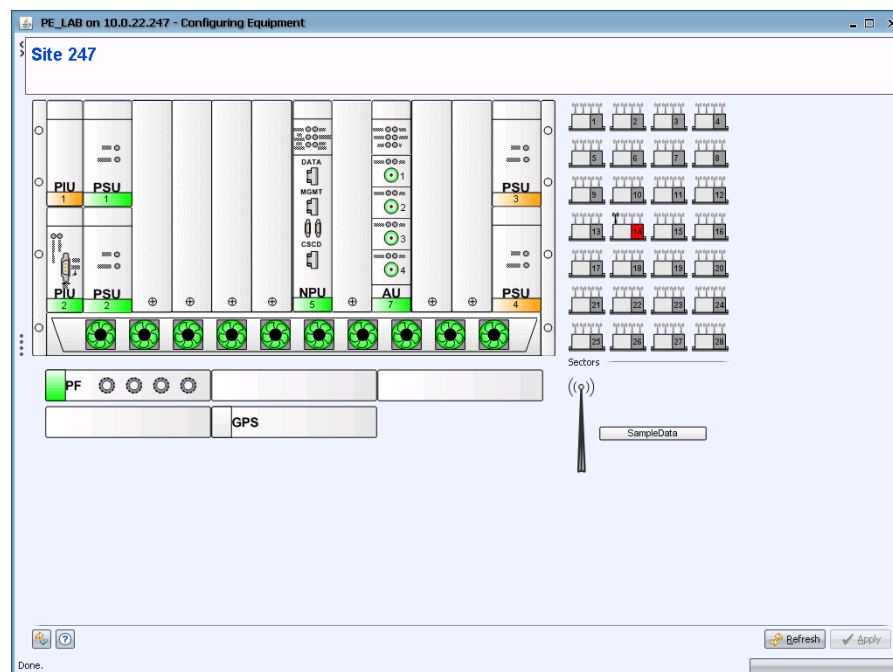 PE_LAB on 10.0.22.247 - Configuring Equipment
Site 247
PIU
1
PSU
1
PIU
2
PSU
2
DATA
MGMT
CSCD
NPU
5
1
2
3
4
AU
7
PSU
3
PSU
4
1 2 3 4
5 6 7 8
9 10 11 12
13 14 15 16
17 18 19 20
21 22 23 24
25 26 27 28
Sectors
SampleData
PF
GPS
Refresh
Apply
Done.